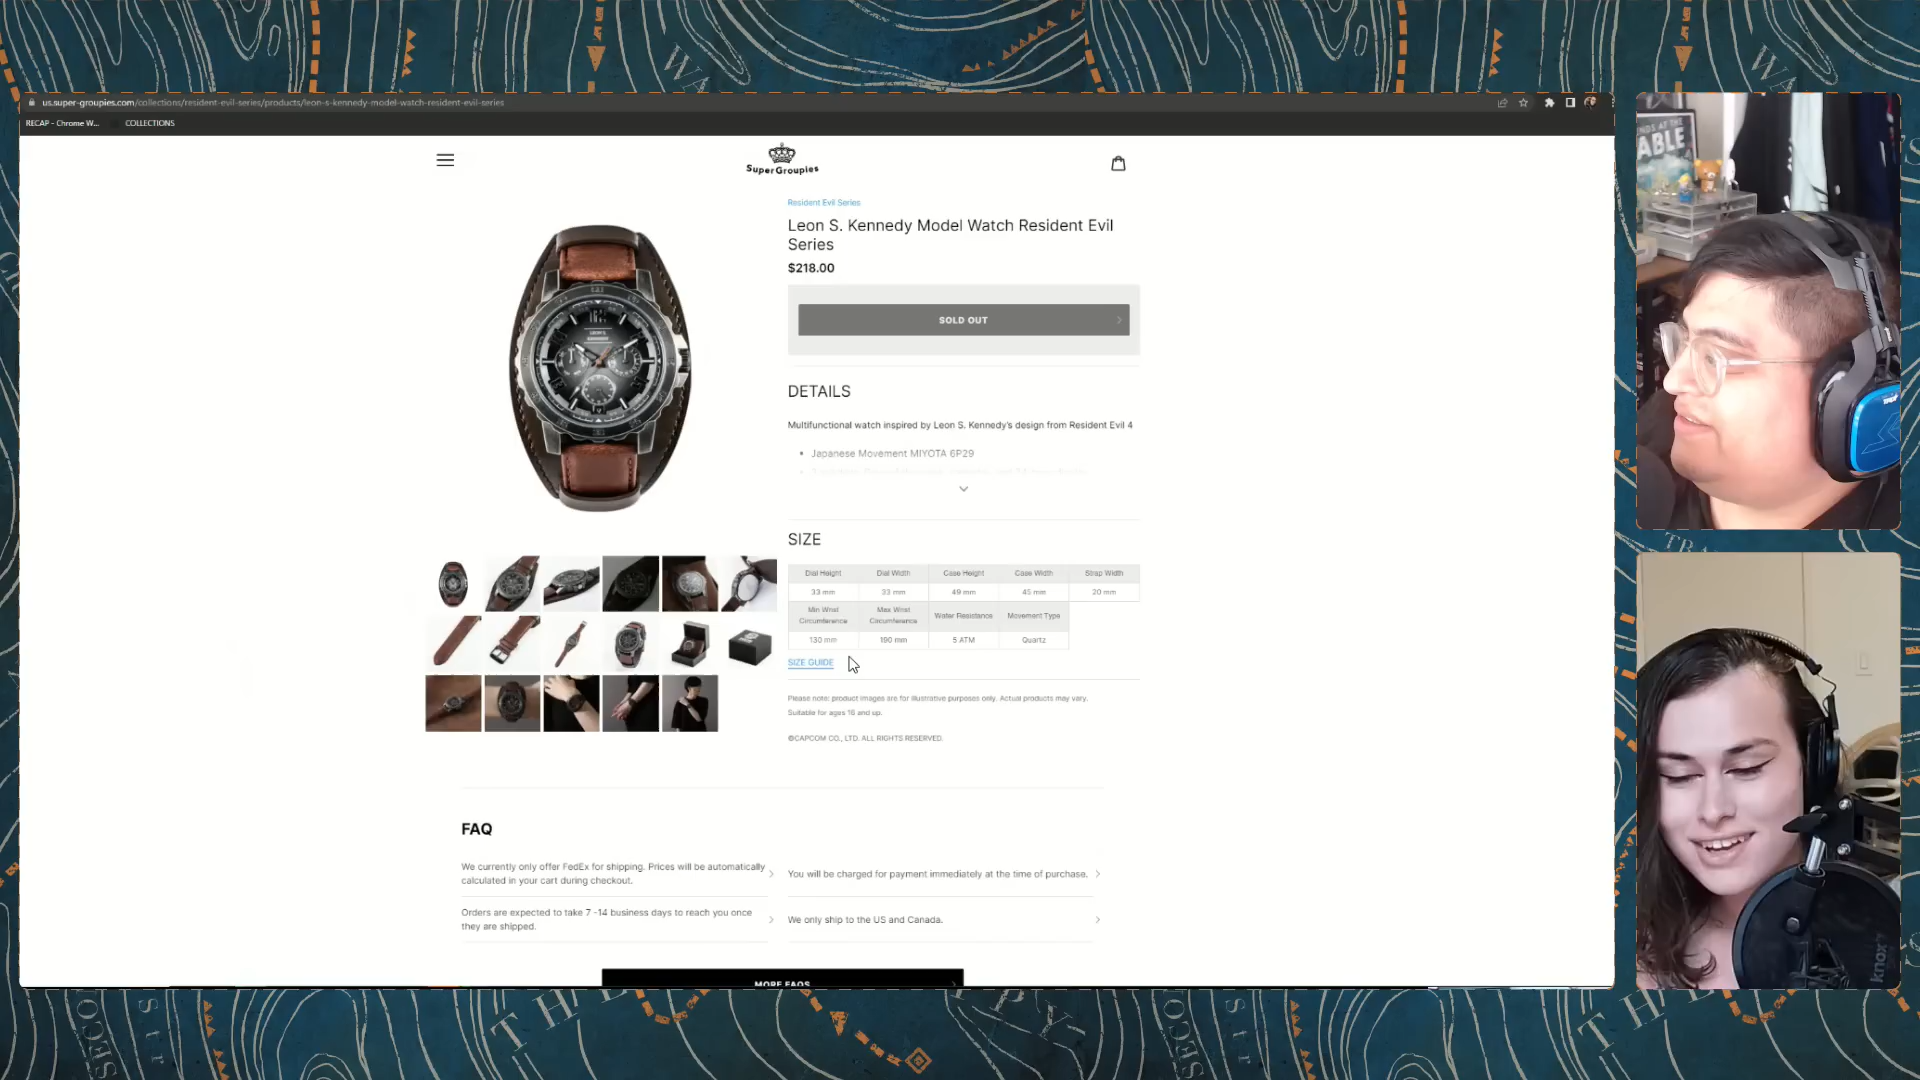 us.super-groupies.com/collections/resident-evil-series/products/leon-s-kennedy-model-watch-resident-evil-series
RECAP - Chrome W...
COLLECTIONS
SuperGroupies
Resident Evil Series
Leon S. Kennedy Model Watch Resident Evil
Series
$218.00
SOLD OUT
DETAILS
Multifunctional watch inspired by Leon S. Kennedy's design from Resident Evil 4
Japanese Movement MIYOTA 6P29
SIZE
Dial Height Dial Width Case Height Case Width Strap Width
33 mm 33 mm 49 mm 45 mm 20 mm
Min Wrist Circumference Max Wrist Circumference Water Resistance Movement Type
130 mm 190 mm 5 ATM Quartz
SIZE GUIDE
Please note: product images are for illustrative purposes only. Actual products may vary.
Suitable for ages 16 and up.
©CAPCOM CO., LTD. ALL RIGHTS RESERVED.
FAQ
We currently only offer FedEx for shipping. Prices will be automatically
calculated in your cart during checkout.
You will be charged for payment immediately at the time of purchase.
Orders are expected to take 7 -14 business days to reach you once
they are shipped.
We only ship to the US and Canada.
MORE FAQS
ABLE
knox